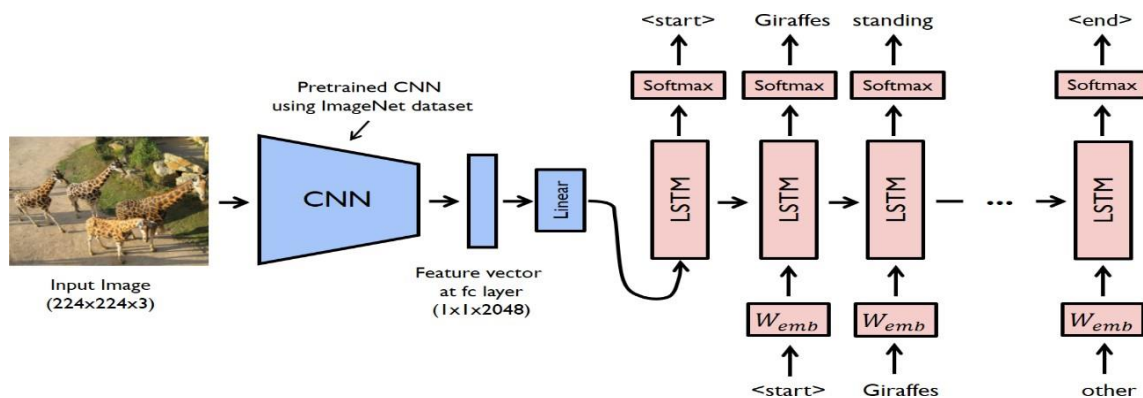 <start> Giraffes standing <end>
Softmax Softmax Softmax Softmax
Pretrained CNN
using ImageNet dataset
CNN
Linear
LSTM LSTM LSTM ... LSTM
Input Image
(224x224x3)
Feature vector
at fc layer
(1x1x2048)
W_emb W_emb W_emb
<start> Giraffes other